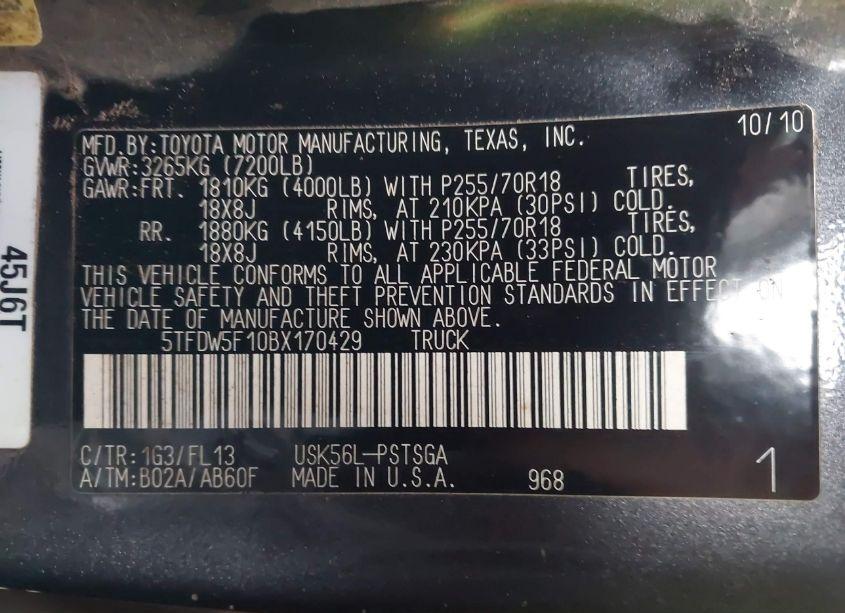 MFD.BY:TOYOTA MOTOR MANUFACTURING, TEXAS, INC. 10/10
GVWR:3265KG (7200LB)
GAWR:FRT. 1810KG (4000LB) WITH P255/70R18 TIRES,
18X8J RIMS, AT 210KPA (30PSI) COLD.
RR. 1880KG (4150LB) WITH P255/70R18 TIRES,
18X8J RIMS, AT 230KPA (33PSI) COLD.
THIS VEHICLE CONFORMS TO ALL APPLICABLE FEDERAL MOTOR
VEHICLE SAFETY AND THEFT PREVENTION STANDARDS IN EFFECT ON
THE DATE OF MANUFACTURE SHOWN ABOVE.
5TFDW5F10BX170429 TRUCK
C/TR:1G3/FL13 USK56L-PSTSGA
A/TM:B02A/AB60F MADE IN U.S.A. 968 1
45J6T